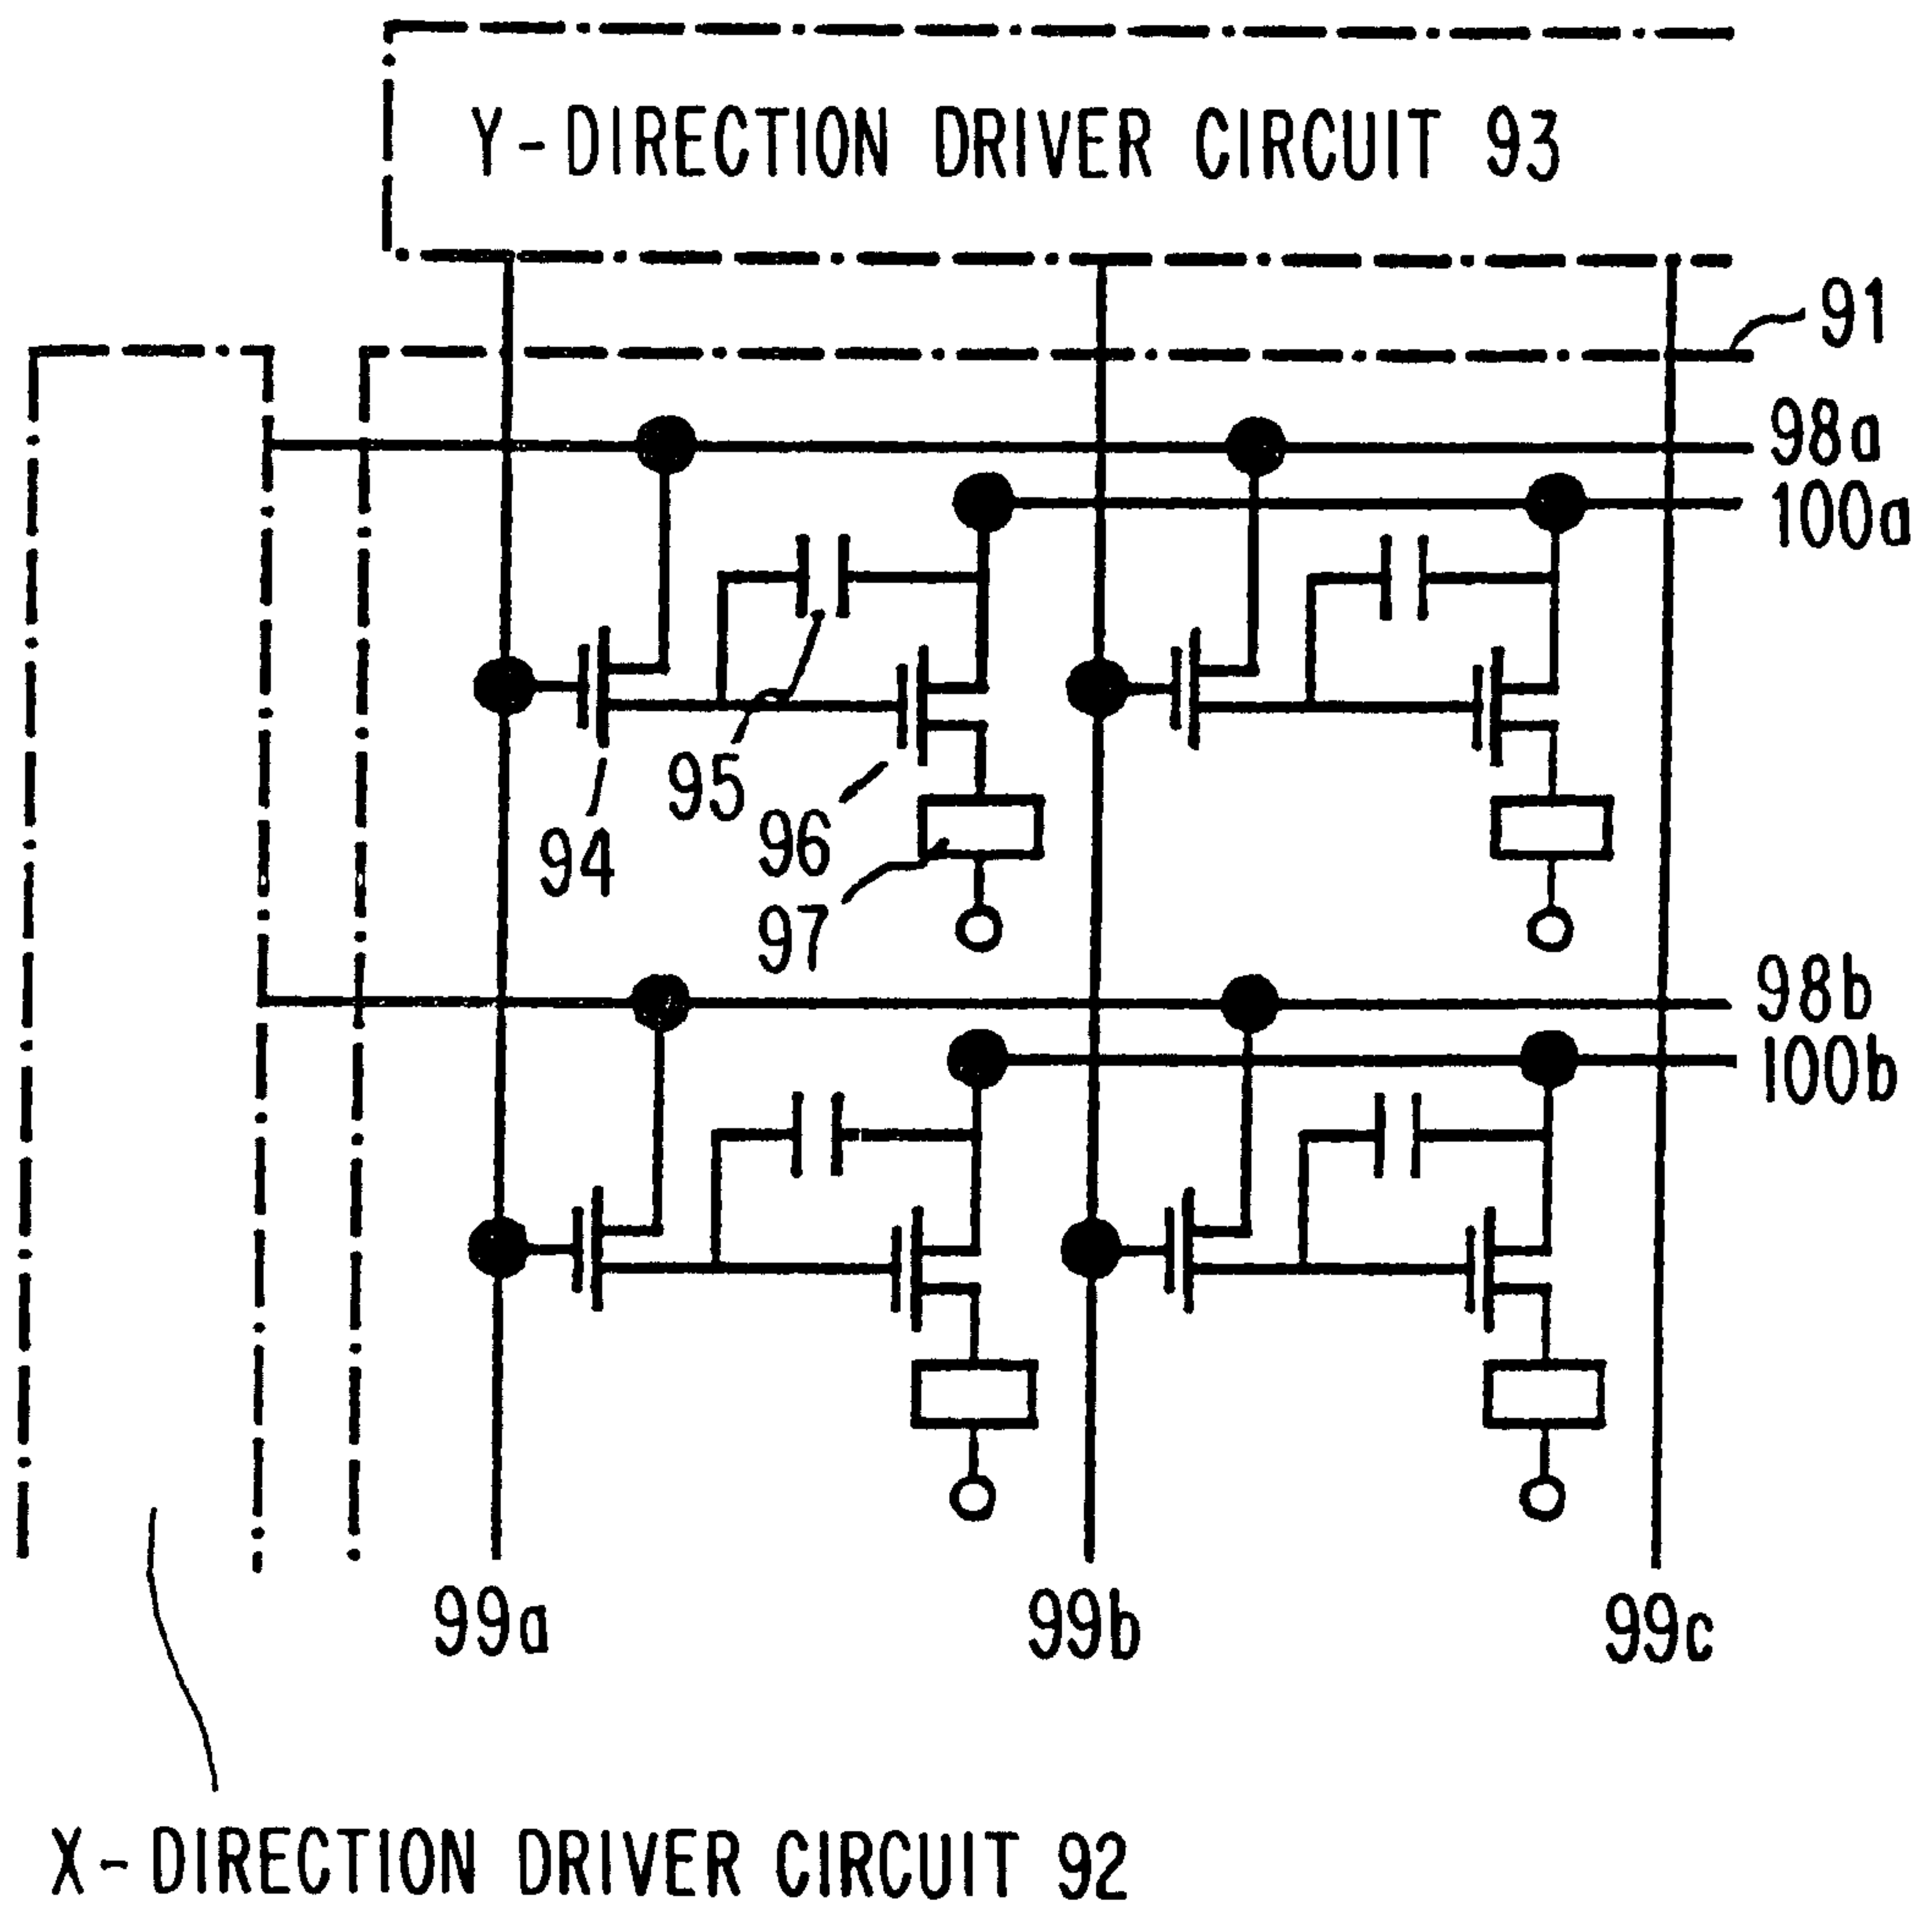 Y-DIRECTION DRIVER CIRCUIT 93
91
98a
100a
95
96
94
97
98b
100b
99a
99b
99c
X-DIRECTION DRIVER CIRCUIT 92